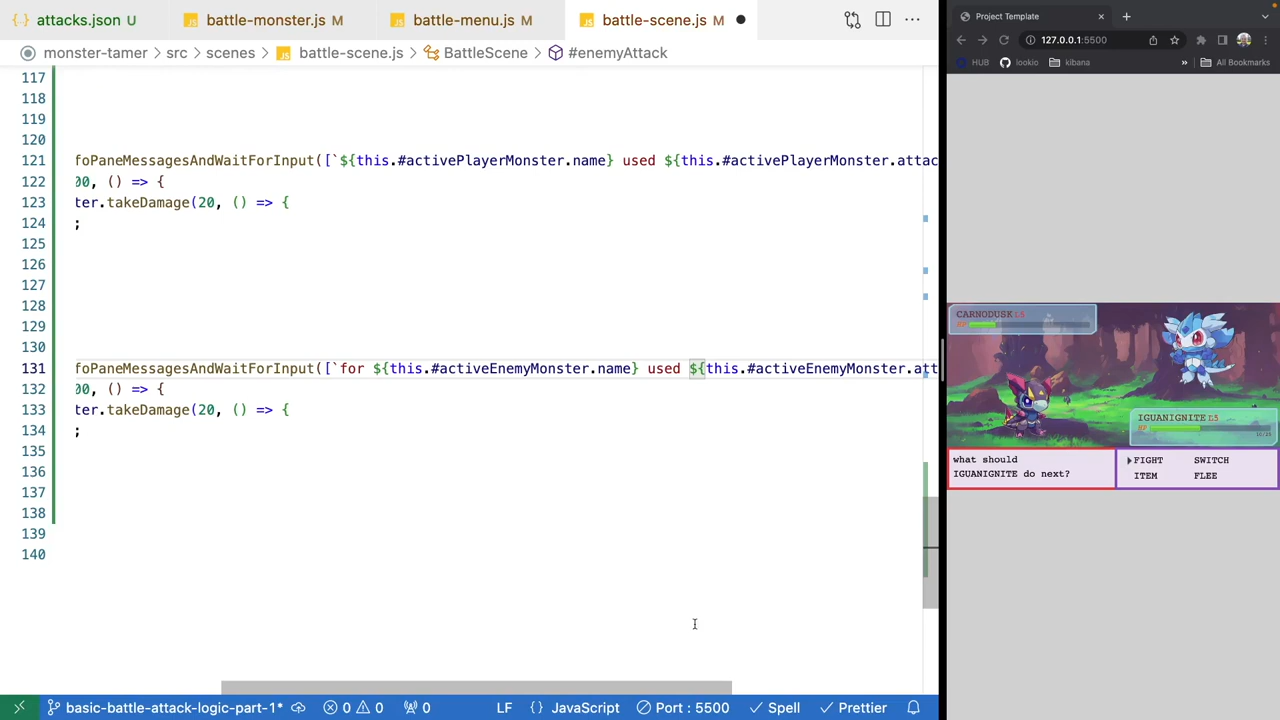 attacks.json U
battle-monster.js M
battle-menu.js M
battle-scene.js M
monster-tamer > src > scenes > battle-scene.js > BattleScene > #enemyAttack
117
118
119
120
121 foPaneMessagesAndWaitForInput([`${this.#activePlayerMonster.name} used ${this.#activePlayerMonster.attac
122 00, () => {
123 ter.takeDamage(20, () => {
124 ;
125
126
127
128
129
130
131 foPaneMessagesAndWaitForInput([`for ${this.#activeEnemyMonster.name} used ${this.#activeEnemyMonster.att
132 00, () => {
133 ter.takeDamage(20, () => {
134 ;
135
136
137
138
139
140
basic-battle-attack-logic-part-1* 0 0 0 LF {} JavaScript Port : 5500 Spell Prettier
Project Template
127.0.0.1:5500
HUB lookio kibana » All Bookmarks
CARNODUSK L5
HP
IGUANIGNITE L5
HP
what should
IGUANIGNITE do next?
FIGHT SWITCH
ITEM FLEE